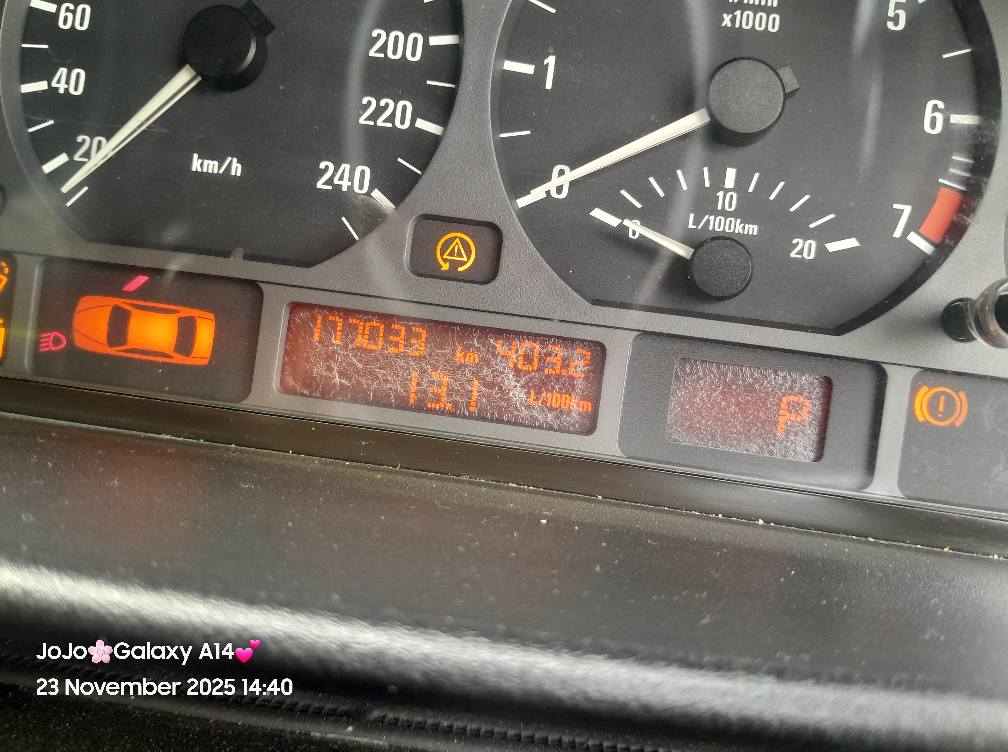 60
40
20
km/h
200
220
240
x1000
0
1
5
6
7
0
10
20
L/100km
177033 km 403.2
13.1 L/100km
P
JoJo🌸Galaxy A14💕
23 November 2025 14:40